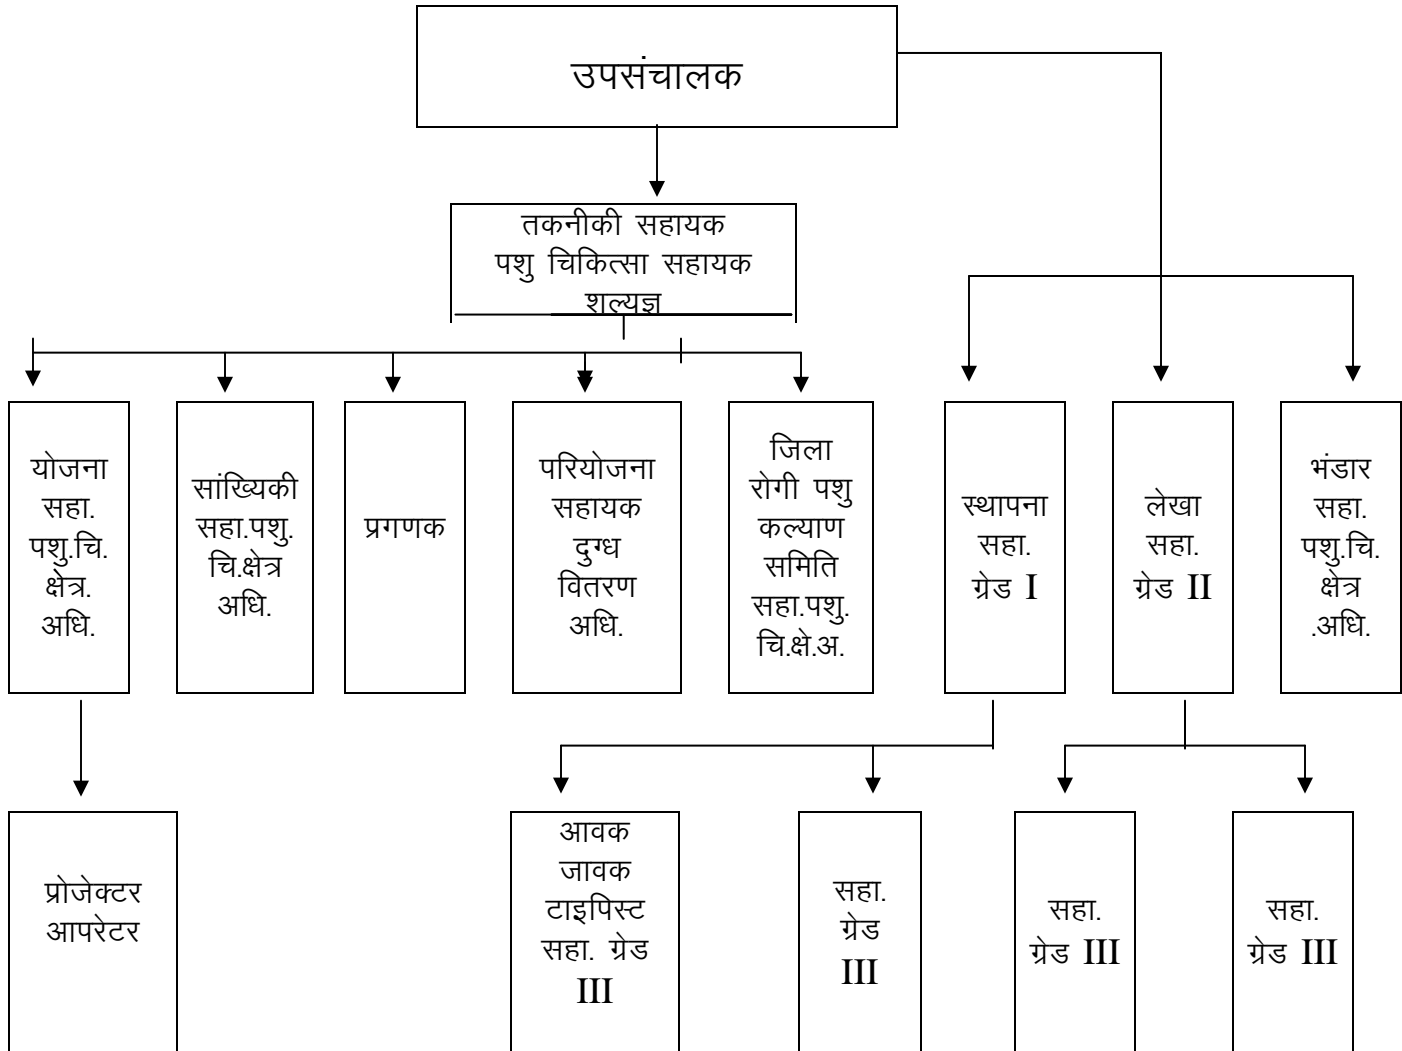 उपसंचालक
तकनीकी सहायक
पशु चिकित्सा सहायक
शल्यज्ञ
योजना
सहा.
पशु.चि.
क्षेत्र.
अधि.
सांख्यिकी
सहा.पशु.
चि.क्षेत्र
अधि.
प्रगणक
परियोजना
सहायक
दुग्ध
वितरण
अधि.
जिला
रोगी पशु
कल्याण
समिति
सहा.पशु.
चि.क्षे.अ.
स्थापना
सहा.
ग्रेड I
लेखा
सहा.
ग्रेड II
भंडार
सहा.
पशु.चि.
क्षेत्र
.अधि.
प्रोजेक्टर
आपरेटर
आवक
जावक
टाइपिस्ट
सहा. ग्रेड
III
सहा.
ग्रेड
III
सहा.
ग्रेड III
सहा.
ग्रेड III